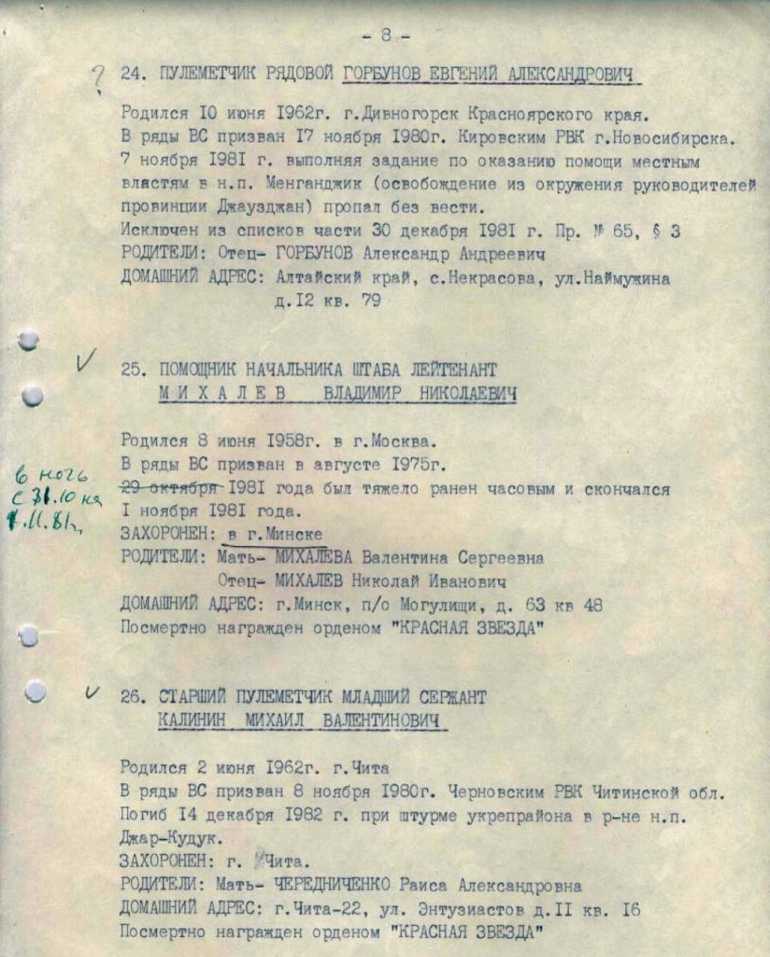 - 8 -
? 24. ПУЛЕМЕТЧИК РЯДОВОЙ ГОРБУНОВ ЕВГЕНИЙ АЛЕКСАНДРОВИЧ
Родился 10 июня 1962г. г.Дивногорск Красноярского края.
В ряды ВС призван 17 ноября 1980г. Кировским РВК г.Новосибирска.
7 ноября 1981 г. выполняя задание по оказанию помощи местным
властям в н.п. Менганджик (освобождение из окружения руководителей
провинции Джаузджан) пропал без вести.
Исключен из списков части 30 декабря 1981 г. Пр. № 65, § 3
РОДИТЕЛИ: Отец- ГОРБУНОВ Александр Андреевич
ДОМАШНИЙ АДРЕС: Алтайский край, с.Некрасова, ул.Наймужина
д.12 кв. 79
25. ПОМОЩНИК НАЧАЛЬНИКА ШТАБА ЛЕЙТЕНАНТ
М И Х А Л Е В ВЛАДИМИР НИКОЛАЕВИЧ
Родился 8 июня 1958г. в г.Москва.
В ряды ВС призван в августе 1975г.
29 октября 1981 года был тяжело ранен часовым и скончался
1 ноября 1981 года.
ЗАХОРОНЕН: в г.Минске
РОДИТЕЛИ: Мать- МИХАЛЕВА Валентина Сергеевна
Отец- МИХАЛЕВ Николай Иванович
ДОМАШНИЙ АДРЕС: г.Минск, п/о Могулищи, д. 63 кв 48
Посмертно награжден орденом "КРАСНАЯ ЗВЕЗДА"
в ночь
с 31.10 на
1.11.81г.
26. СТАРШИЙ ПУЛЕМЕТЧИК МЛАДШИЙ СЕРЖАНТ
КАЛИНИН МИХАИЛ ВАЛЕНТИНОВИЧ
Родился 2 июня 1962г. г.Чита
В ряды ВС призван 8 ноября 1980г. Черновским РВК Читинской обл.
Погиб 14 декабря 1982 г. при штурме укрепрайона в р-не н.п.
Джар-Кудук.
ЗАХОРОНЕН: г. Чита.
РОДИТЕЛИ: Мать- ЧЕРЕДНИЧЕНКО Раиса Александровна
ДОМАШНИЙ АДРЕС: г.Чита-22, ул. Энтузиастов д.11 кв. 16
Посмертно награжден орденом "КРАСНАЯ ЗВЕЗДА"